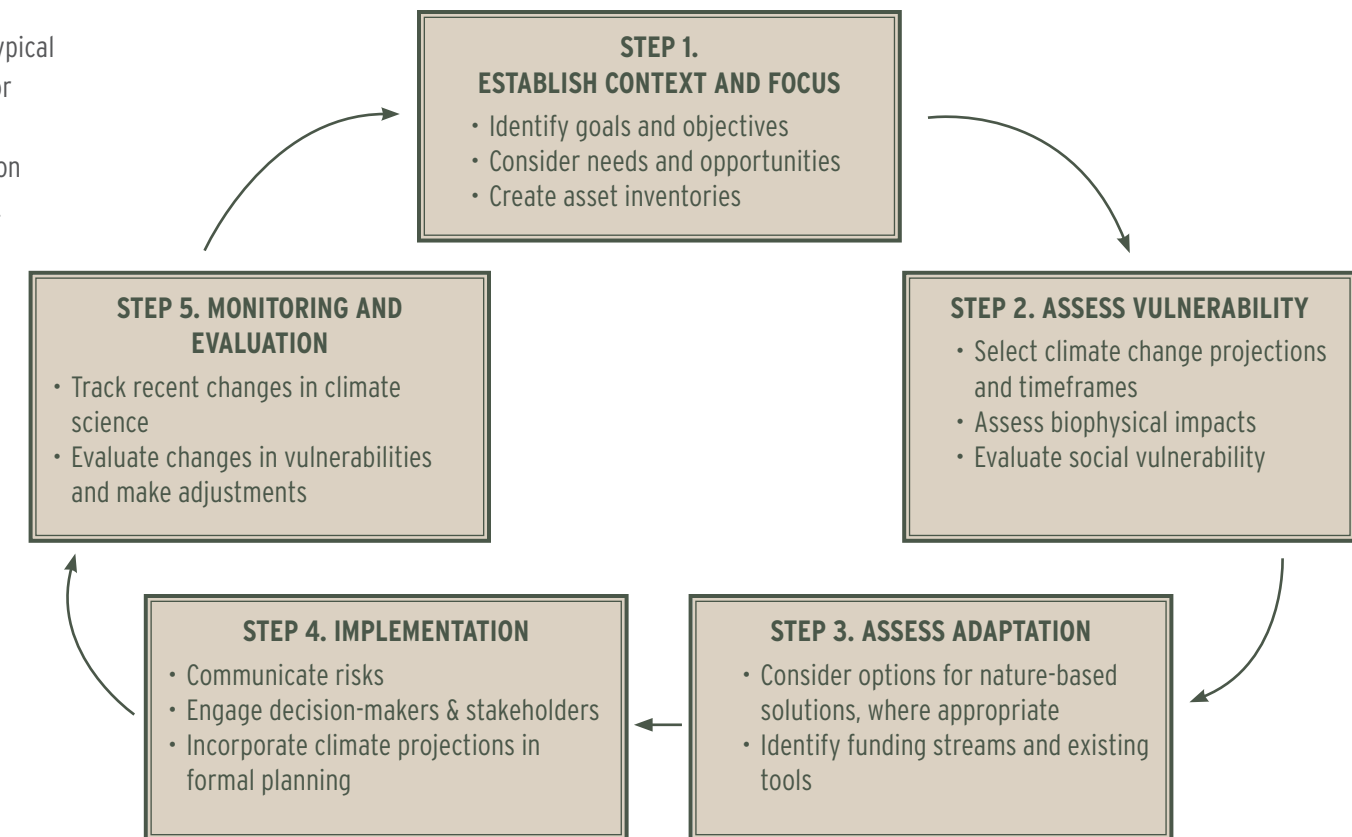 ypical
or
on
STEP 1.
ESTABLISH CONTEXT AND FOCUS
• Identify goals and objectives
• Consider needs and opportunities
• Create asset inventories
STEP 2. ASSESS VULNERABILITY
• Select climate change projections
and timeframes
• Assess biophysical impacts
• Evaluate social vulnerability
STEP 3. ASSESS ADAPTATION
• Consider options for nature-based
solutions, where appropriate
• Identify funding streams and existing
tools
STEP 4. IMPLEMENTATION
• Communicate risks
• Engage decision-makers & stakeholders
• Incorporate climate projections in
formal planning
STEP 5. MONITORING AND
EVALUATION
• Track recent changes in climate
science
• Evaluate changes in vulnerabilities
and make adjustments